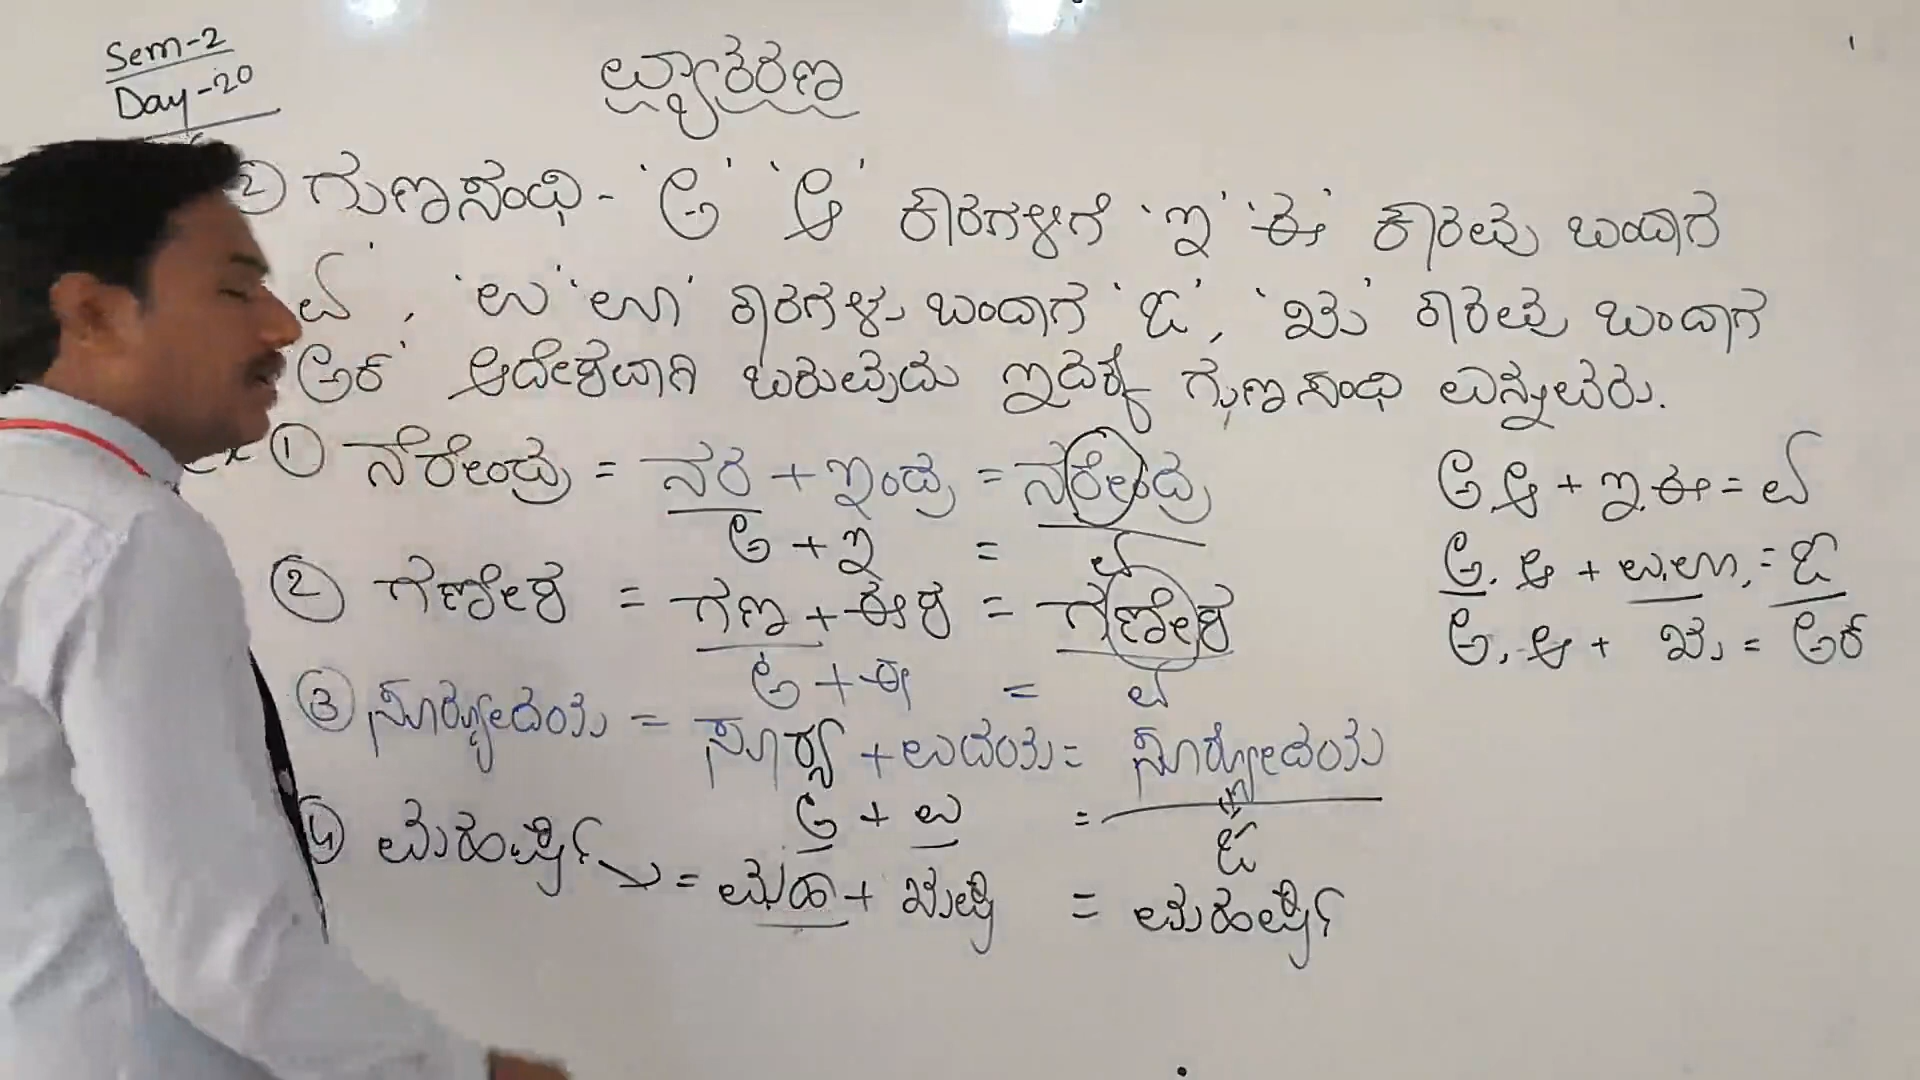 Sem-2
Day-20
ವ್ಯಾಕರಣ
2) ಗುಣಸಂಧಿ - 'ಅ' 'ಆ' ಕಾರಗಳಿಗೆ 'ಇ' 'ಈ' ಕಾರವು ಬಂದಾಗ
'ಏ', 'ಉ' 'ಊ' ಕಾರಗಳು ಬಂದಾಗ 'ಓ', 'ಋ' ಕಾರವು ಬಂದಾಗ
'ಅರ್' ಆದೇಶವಾಗಿ ಬರುವುದು ಇದಕ್ಕೆ ಗುಣಸಂಧಿ ಎನ್ನುವರು.
Ex ① ನರೇಂದ್ರ = ನರ + ಇಂದ್ರ = ನರೇಂದ್ರ
ಅ + ಇ = ಏ
② ಗಣೇಶ = ಗಣ + ಈಶ = ಗಣೇಶ
ಅ + ಈ = ಏ
③ ಸೂರ್ಯೋದಯ = ಸೂರ್ಯ + ಉದಯ = ಸೂರ್ಯೋದಯ
ಅ + ಉ = ಓ
④ ಮಹರ್ಷಿ = ಮಹಾ + ಋಷಿ = ಮಹರ್ಷಿ
ಅ, ಆ + ಇ, ಈ = ಏ
ಅ, ಆ + ಉ, ಊ, = ಓ
ಅ, ಆ + ಋ = ಅರ್